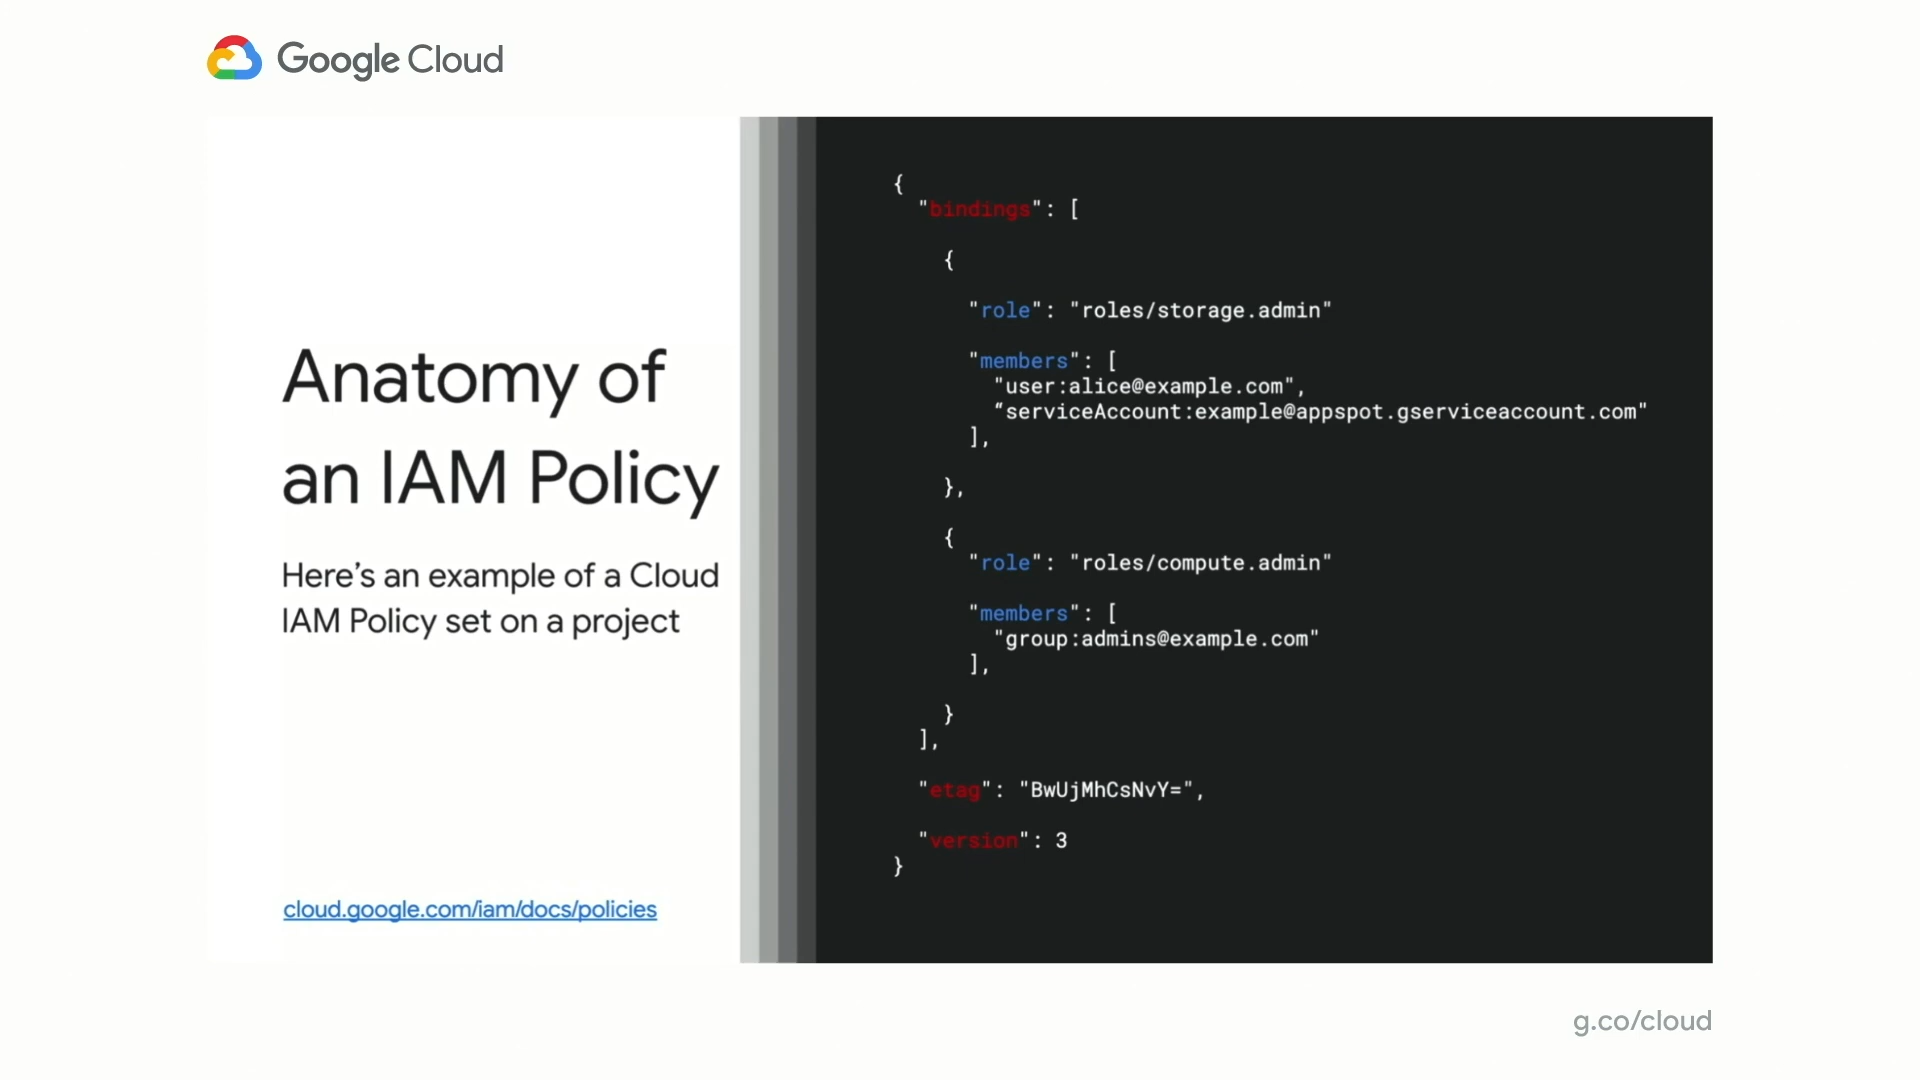 Google Cloud
Anatomy of
an IAM Policy
Here’s an example of a Cloud
IAM Policy set on a project
cloud.google.com/iam/docs/policies
{
"bindings": [
{
"role": "roles/storage.admin"
"members": [
"user:alice@example.com",
“serviceAccount:example@appspot.gserviceaccount.com"
],
},
{
"role": "roles/compute.admin"
"members": [
"group:admins@example.com"
],
}
],
"etag": "BwUjMhCsNvY=",
"version": 3
}
g.co/cloud